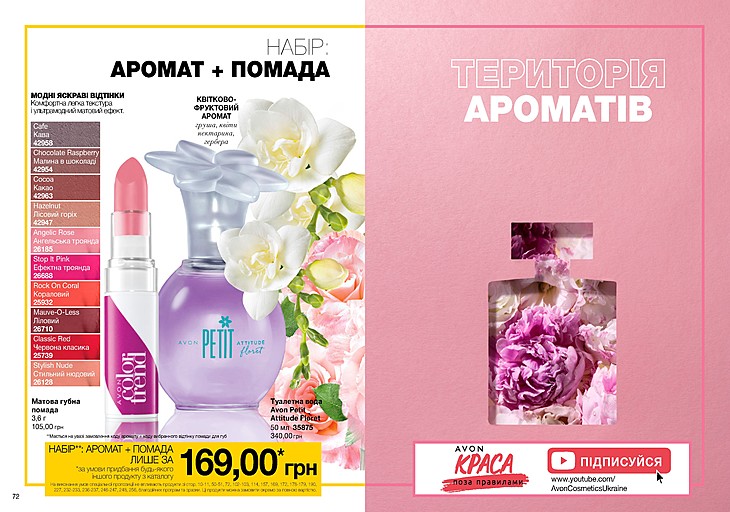 НАБІР:
АРОМАТ + ПОМАДА
МОДНІ ЯСКРАВІ ВІДТІНКИ
Комфортна легка текстура
і ультрамодний матовий ефект.
Cafe
Кава
42958
Chocolate Raspberry
Малина в шоколаді
42954
Cocoa
Какао
42963
Hazelnut
Лісовий горіх
42947
Angelic Rose
Ангельська троянда
26185
Stop It Pink
Ефектна троянда
26688
Rock On Coral
Кораловий
25932
Mauve-O-Less
Ліловий
26710
Classic Red
Червона класика
25739
Stylish Nude
Стильний нюдовий
26128
КВІТКОВО-
ФРУКТОВИЙ
АРОМАТ
груша, квіти
нектарина,
гербера
AVON
color
trend
AVON PETIT ATTITUDE
floret
Матова губна
помада
3,6 г
105,00 грн
Туалетна вода
Avon Petit
Attitude Floret
50 мл 35875
340,00 грн
НАБІР**: АРОМАТ + ПОМАДА
ЛИШЕ ЗА
*за умови придбання будь-якого
іншого продукту з каталогу
169,00* грн
72
ТЕРИТОРІЯ
АРОМАТІВ
AVON
КРАСА
поза правилами
ПІДПИСУЙСЯ
www.youtube.com/
AvonCosmeticsUkraine